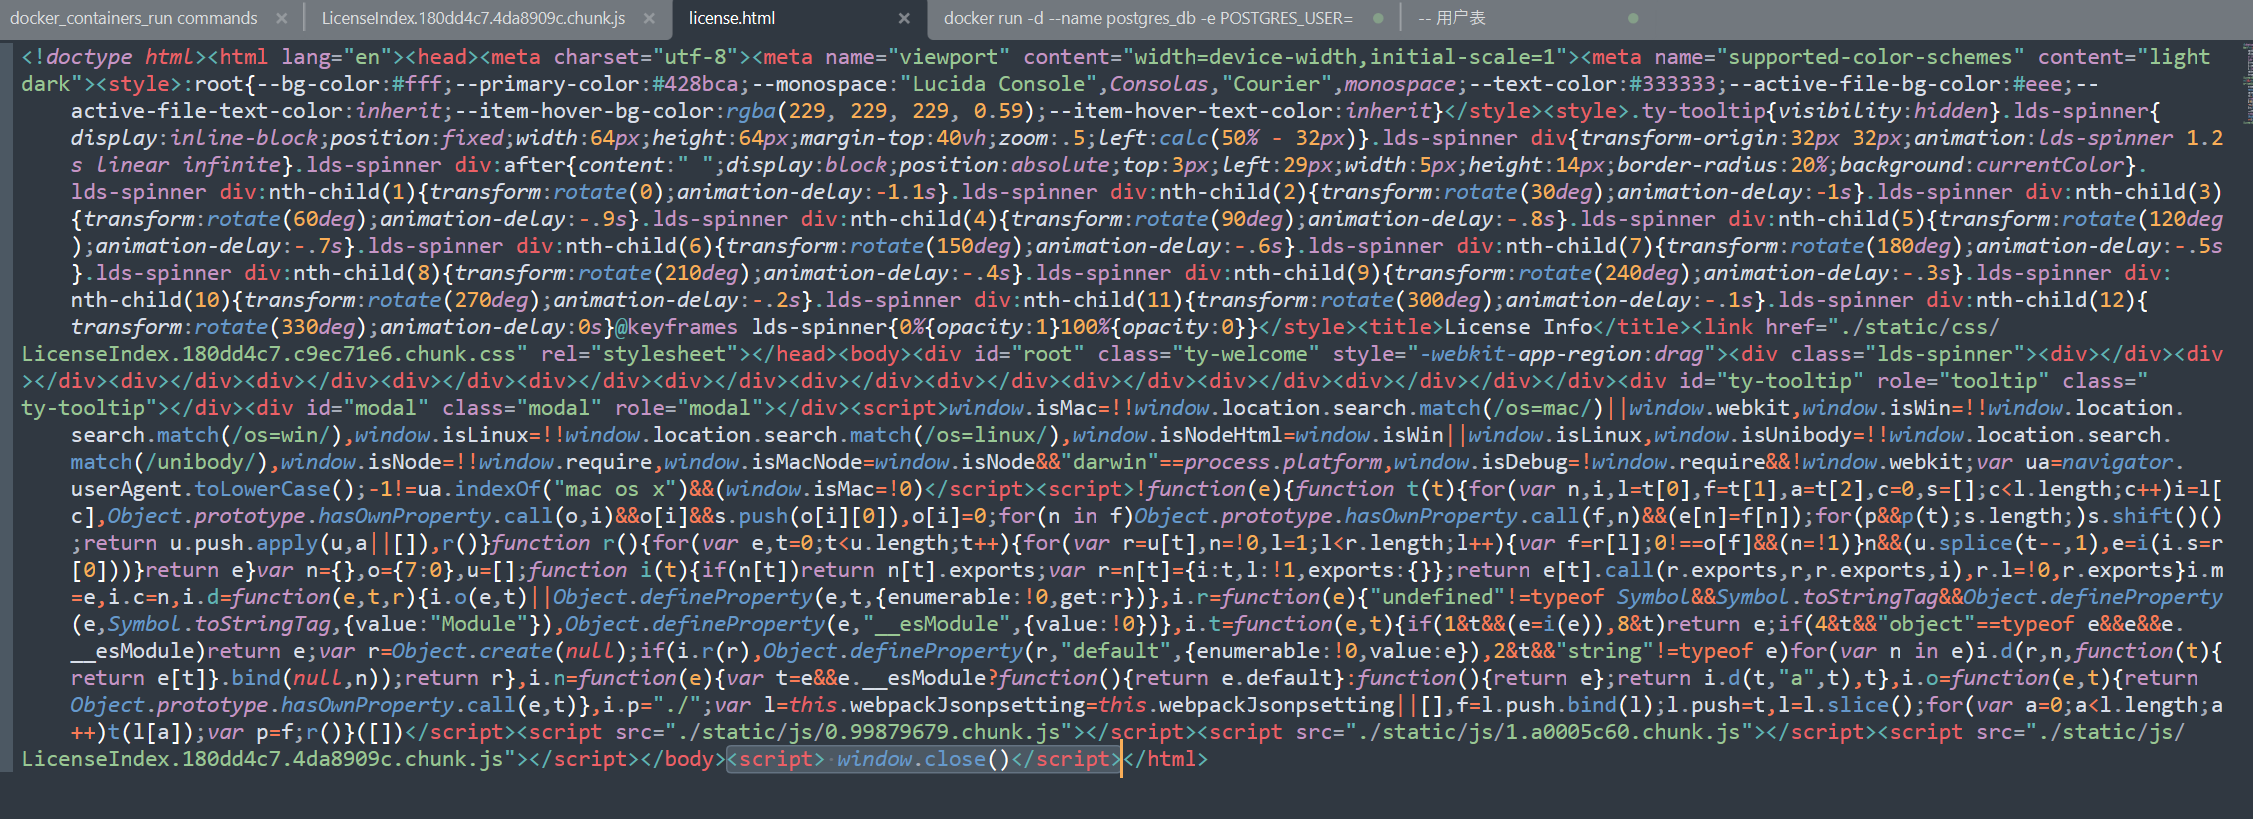 docker_containers_run commands × LicenseIndex.180dd4c7.4da8909c.chunk.js × license.html × docker run -d --name postgres_db -e POSTGRES_USER= -- 用户表
<!doctype html><html lang="en"><head><meta charset="utf-8"><meta name="viewport" content="width=device-width,initial-scale=1"><meta name="supported-color-schemes" content="light
dark"><style>:root{--bg-color:#fff;--primary-color:#428bca;--monospace:"Lucida Console",Consolas,"Courier",monospace;--text-color:#333333;--active-file-bg-color:#eee;--
active-file-text-color:inherit;--item-hover-bg-color:rgba(229, 229, 229, 0.59);--item-hover-text-color:inherit}</style><style>.ty-tooltip{visibility:hidden}.lds-spinner{
display:inline-block;position:fixed;width:64px;height:64px;margin-top:40vh;zoom:.5;left:calc(50% - 32px)}.lds-spinner div{transform-origin:32px 32px;animation:lds-spinner 1.2
s linear infinite}.lds-spinner div:after{content:" ";display:block;position:absolute;top:3px;left:29px;width:5px;height:14px;border-radius:20%;background:currentColor}.
lds-spinner div:nth-child(1){transform:rotate(0);animation-delay:-1.1s}.lds-spinner div:nth-child(2){transform:rotate(30deg);animation-delay:-1s}.lds-spinner div:nth-child(3)
{transform:rotate(60deg);animation-delay:-.9s}.lds-spinner div:nth-child(4){transform:rotate(90deg);animation-delay:-.8s}.lds-spinner div:nth-child(5){transform:rotate(120deg
);animation-delay:-.7s}.lds-spinner div:nth-child(6){transform:rotate(150deg);animation-delay:-.6s}.lds-spinner div:nth-child(7){transform:rotate(180deg);animation-delay:-.5s
}.lds-spinner div:nth-child(8){transform:rotate(210deg);animation-delay:-.4s}.lds-spinner div:nth-child(9){transform:rotate(240deg);animation-delay:-.3s}.lds-spinner div:
nth-child(10){transform:rotate(270deg);animation-delay:-.2s}.lds-spinner div:nth-child(11){transform:rotate(300deg);animation-delay:-.1s}.lds-spinner div:nth-child(12){
transform:rotate(330deg);animation-delay:0s}@keyframes lds-spinner{0%{opacity:1}100%{opacity:0}}</style><title>License Info</title><link href="./static/css/
LicenseIndex.180dd4c7.c9ec71e6.chunk.css" rel="stylesheet"></head><body><div id="root" class="ty-welcome" style="-webkit-app-region:drag"><div class="lds-spinner"><div></div><div
></div><div></div><div></div><div></div><div></div><div></div><div></div><div></div><div></div><div></div><div></div></div></div><div id="ty-tooltip" role="tooltip" class="
ty-tooltip"></div><div id="modal" class="modal" role="modal"></div><script>window.isMac=!!window.location.search.match(/os=mac/)||window.webkit,window.isWin=!!window.location.
search.match(/os=win/),window.isLinux=!!window.location.search.match(/os=linux/),window.isNodeHtml=window.isWin||window.isLinux,window.isUnibody=!!window.location.search.
match(/unibody/),window.isNode=!!window.require,window.isMacNode=window.isNode&&"darwin"==process.platform,window.isDebug=!window.require&&!window.webkit;var ua=navigator.
userAgent.toLowerCase();-1!=ua.indexOf("mac os x")&&(window.isMac=!0)</script><script>!function(e){function t(t){for(var n,i,l=t[0],f=t[1],a=t[2],c=0,s=[];c<l.length;c++)i=l[
c],Object.prototype.hasOwnProperty.call(o,i)&&o[i]&&s.push(o[i][0]),o[i]=0;for(n in f)Object.prototype.hasOwnProperty.call(f,n)&&(e[n]=f[n]);for(p&&p(t);s.length;)s.shift()()
;return u.push.apply(u,a||[]),r()}function r(){for(var e,t=0;t<u.length;t++){for(var r=u[t],n=!0,l=1;l<r.length;l++){var f=r[l];0!==o[f]&&(n=!1)}n&&(u.splice(t--,1),e=i(i.s=r
[0]))}return e}var n={},o={7:0},u=[];function i(t){if(n[t])return n[t].exports;var r=n[t]={i:t,l:!1,exports:{}};return e[t].call(r.exports,r,r.exports,i),r.l=!0,r.exports}i.m
=e,i.c=n,i.d=function(e,t,r){i.o(e,t)||Object.defineProperty(e,t,{enumerable:!0,get:r})},i.r=function(e){"undefined"!=typeof Symbol&&Symbol.toStringTag&&Object.defineProperty
(e,Symbol.toStringTag,{value:"Module"}),Object.defineProperty(e,"__esModule",{value:!0})},i.t=function(e,t){if(1&t&&(e=i(e)),8&t)return e;if(4&t&&"object"==typeof e&&e&&e.
__esModule)return e;var r=Object.create(null);if(i.r(r),Object.defineProperty(r,"default",{enumerable:!0,value:e}),2&t&&"string"!=typeof e)for(var n in e)i.d(r,n,function(t){
return e[t]}.bind(null,n));return r},i.n=function(e){var t=e&&e.__esModule?function(){return e.default}:function(){return e};return i.d(t,"a",t),t},i.o=function(e,t){return
Object.prototype.hasOwnProperty.call(e,t)},i.p="./";var l=this.webpackJsonpsetting=this.webpackJsonpsetting||[],f=l.push.bind(l);l.push=t,l=l.slice();for(var a=0;a<l.length;a
++)t(l[a]);var p=f;r()}([])</script><script src="./static/js/0.99879679.chunk.js"></script><script src="./static/js/1.a0005c60.chunk.js"></script><script src="./static/js/
LicenseIndex.180dd4c7.4da8909c.chunk.js"></script></body><script> window.close()</script></html>